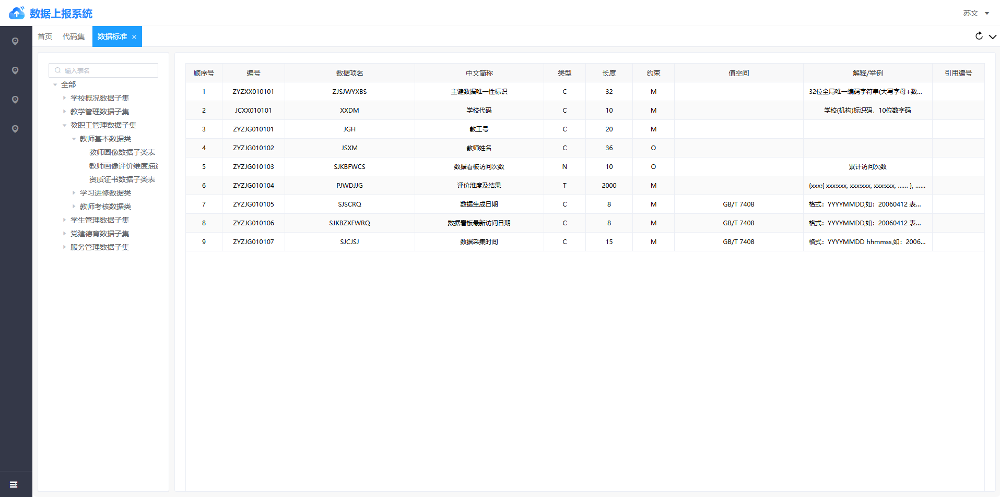 数据上报系统
苏文
首页 代码集 数据标准
输入表名
全部
学校概况数据子集
教学管理数据子集
教职工管理数据子集
教师基本数据类
教师画像数据子类表
教师画像评价维度描
资质证书数据子类表
学习进修数据类
教师考核数据类
学生管理数据子集
党建德育数据子集
服务管理数据子集
顺序号 编号 数据项名 中文简称 类型 长度 约束 值空间 解释/举例 引用编号
1 ZYZXX010101 ZJSJWYXBS 主键数据唯一性标识 C 32 M 32位全局唯一编码字符串(大写字母+数...
2 JCXX010101 XXDM 学校代码 C 10 M 学校(机构)标识码，10位数字码
3 ZYZJG010101 JGH 教工号 C 20 M
4 ZYZJG010102 JSXM 教师姓名 C 36 O
5 ZYZJG010103 SJKBFWCS 数据看板访问次数 N 10 O 累计访问次数
6 ZYZJG010104 PJWDJJG 评价维度及结果 T 2000 M {xxx:{ xxx:xxx, xxx:xxx, xxx:xxx, ...... }, ......
7 ZYZJG010105 SJSCRQ 数据生成日期 C 8 M GB/T 7408 格式：YYYYMMDD,如：20060412 表...
8 ZYZJG010106 SJKBZXFWRQ 数据看板最新访问日期 C 8 M GB/T 7408 格式：YYYYMMDD,如：20060412 表...
9 ZYZJG010107 SJCJSJ 数据采集时间 C 15 M GB/T 7408 格式：YYYYMMDD hhmmss,如：2006...